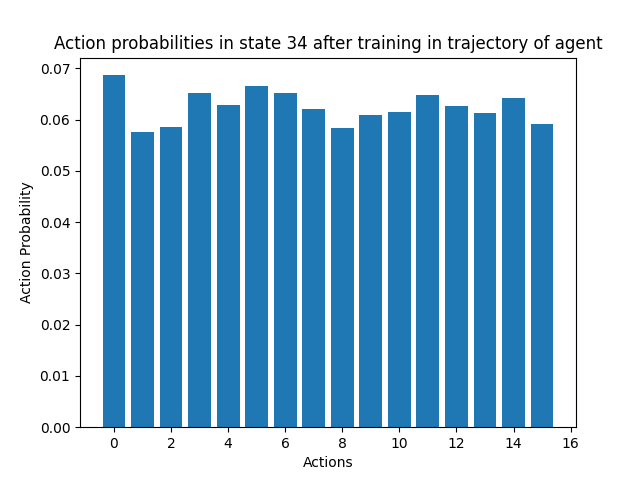 Action probabilities in state 34 after training in trajectory of agent
0.07
0.06
0.05
0.04
0.03
0.02
0.01
0.00
Action Probability
0 2 4 6 8 10 12 14 16
Actions